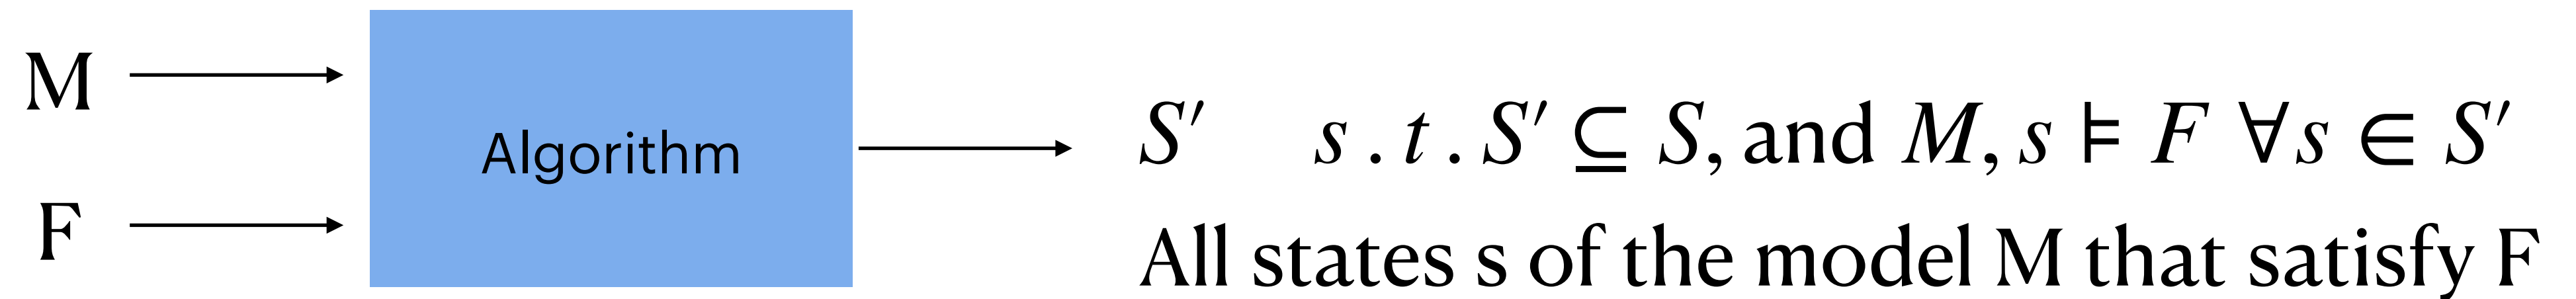 M
F
Algorithm
S′ s.t. S′ ⊆ S, and M, s ⊧ F ∀s ∈ S′
All states s of the model M that satisfy F